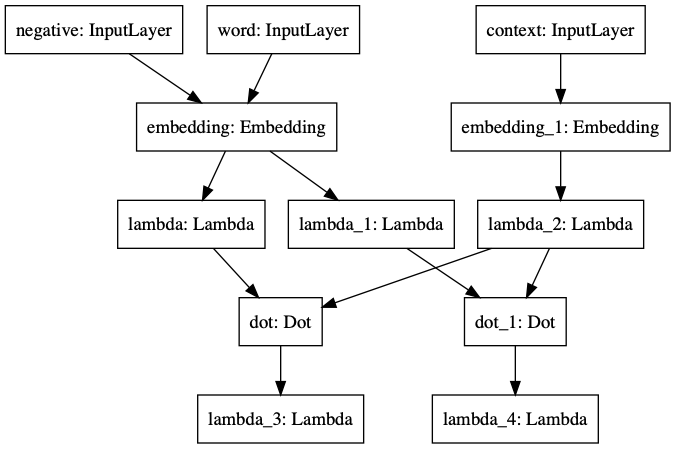 negative: InputLayer
word: InputLayer
context: InputLayer
embedding: Embedding
embedding_1: Embedding
lambda: Lambda
lambda_1: Lambda
lambda_2: Lambda
dot: Dot
dot_1: Dot
lambda_3: Lambda
lambda_4: Lambda